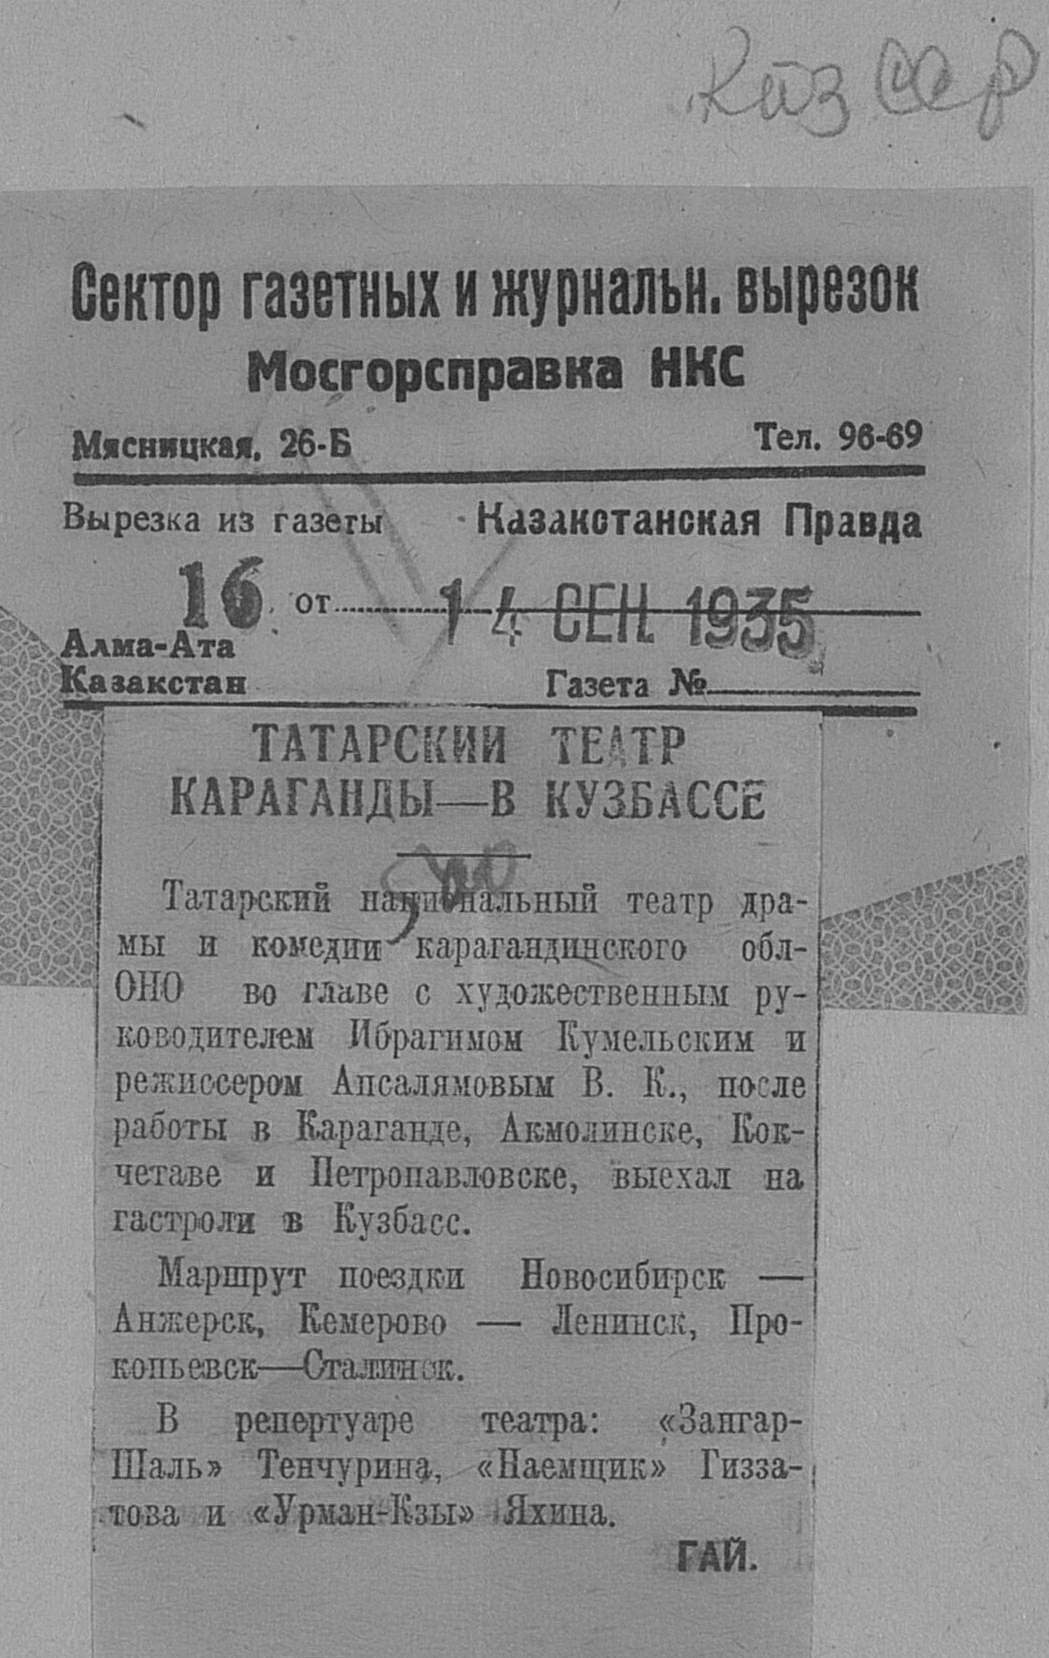 Каз ССР
Сектор газетных и журнальн. вырезок
Мосгорсправка НКС
Мясницкая, 26-Б Тел. 96-69
Вырезка из газеты Казакстанская Правда
16 от 14 СЕН. 1935
Алма-Ата
Казакстан Газета №
ТАТАРСКИЙ ТЕАТР
КАРАГАНДЫ—В КУЗБАССЕ
Татарский национальный театр дра-
мы и комедии карагандинского обл-
ОНО во главе с художественным ру-
ководителем Ибрагимом Кумельским и
режиссером Апсалямовым В. К., после
работы в Караганде, Акмолинске, Кок-
четаве и Петропавловске, выехал на
гастроли в Кузбасс.
Маршрут поездки Новосибирск —
Анжерск, Кемерово — Ленинск, Про-
копьевск—Сталинск.
В репертуаре театра: «Зангар-
Шаль» Тенчурина, «Наемщик» Гизза-
това и «Урман-Кзы» Яхина.
ГАЙ.